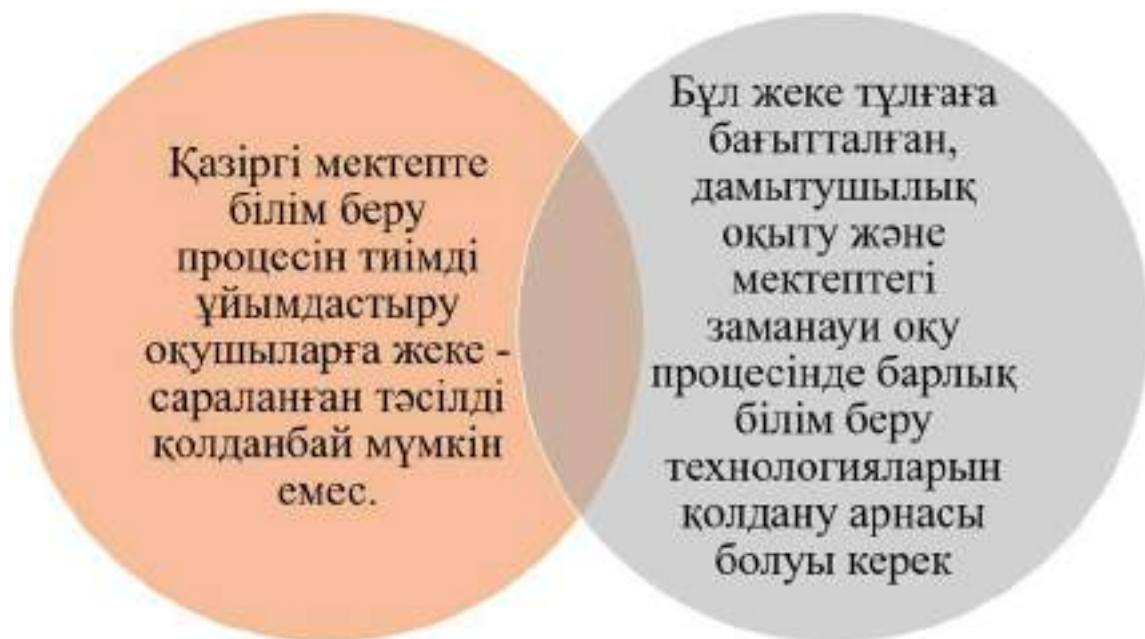 Қазіргі мектепте
білім беру
процесін тиімді
ұйымдастыру
оқушыларға жеке -
сараланған тәсілді
қолданбай мүмкін
емес.
Бұл жеке тұлғаға
бағытталған,
дамытушылық
оқыту және
мектептегі
заманауи оқу
процесінде барлық
білім беру
технологияларын
қолдану арнасы
болуы керек